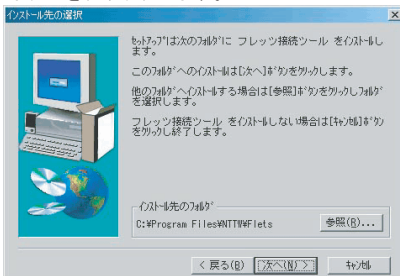 インストール先の選択
ｾｯﾄｱｯﾌﾟは次のﾌｫﾙﾀﾞに フレッツ接続ツール をｲﾝｽﾄｰﾙし
ます。
このﾌｫﾙﾀﾞへのｲﾝｽﾄｰﾙは[次へ]ﾎﾞﾀﾝをｸﾘｯｸします。
他のﾌｫﾙﾀﾞへｲﾝｽﾄｰﾙする場合は[参照]ﾎﾞﾀﾝをｸﾘｯｸしﾌｫﾙﾀﾞ
を選択します。
フレッツ接続ツール をｲﾝｽﾄｰﾙしない場合は[ｷｬﾝｾﾙ]ﾎﾞﾀﾝ
をｸﾘｯｸし終了します。
ｲﾝｽﾄｰﾙ先のﾌｫﾙﾀﾞ
C:¥Program Files¥NTTW¥Flets
参照(R)...
< 戻る(B)
次へ(N) >
ｷｬﾝｾﾙ